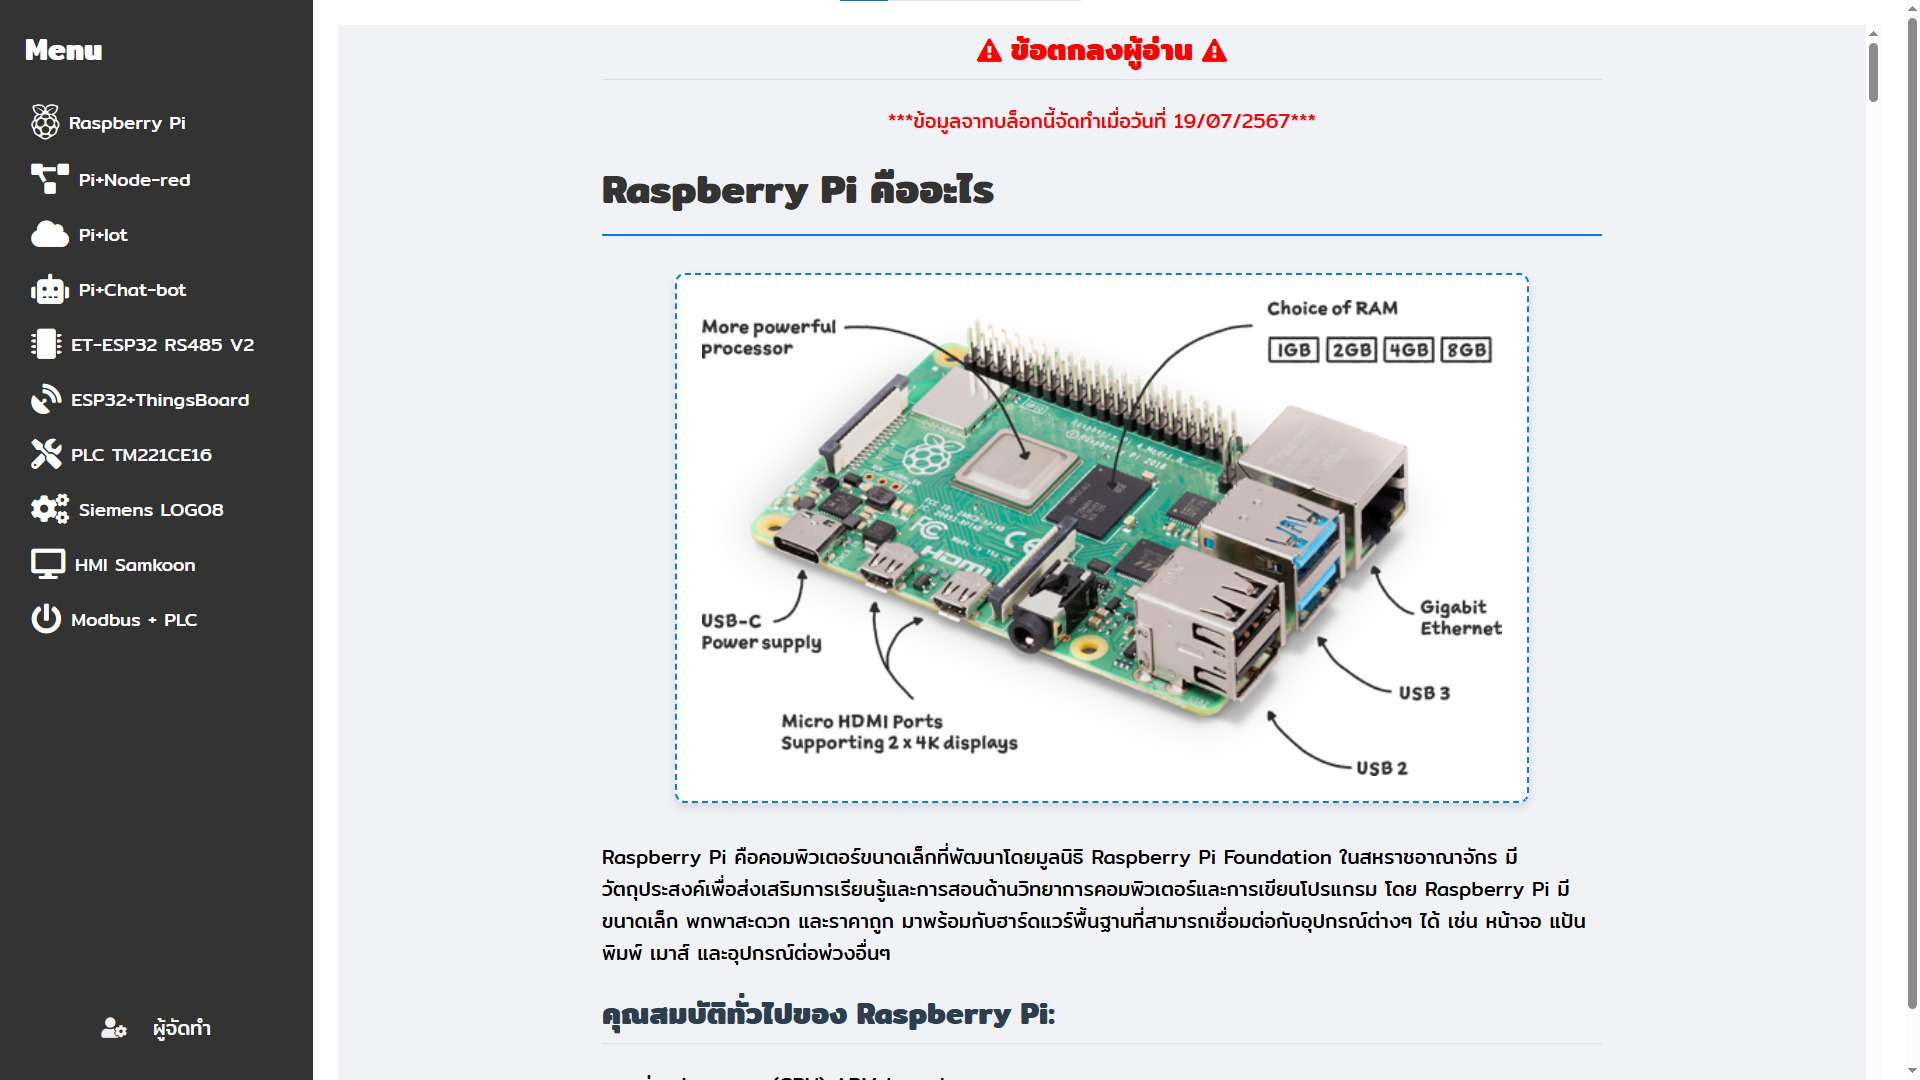 Menu
Raspberry Pi
Pi+Node-red
Pi+Iot
Pi+Chat-bot
ET-ESP32 RS485 V2
ESP32+ThingsBoard
PLC TM221CE16
Siemens LOGO8
HMI Samkoon
Modbus + PLC
ผู้จัดทำ
ข้อตกลงผู้อ่าน
***ข้อมูลจากบล็อกนี้จัดทำเมื่อวันที่ 19/07/2567***
Raspberry Pi คืออะไร
More powerful
processor
Choice of RAM
1GB 2GB 4GB 8GB
HDMI
USB-C
Power supply
Micro HDMI Ports
Supporting 2 x 4K displays
Gigabit
Ethernet
USB 3
USB 2
Raspberry Pi คือคอมพิวเตอร์ขนาดเล็กที่พัฒนาโดยมูลนิธิ Raspberry Pi Foundation ในสหราชอาณาจักร มี
วัตถุประสงค์เพื่อส่งเสริมการเรียนรู้และการสอนด้านวิทยาการคอมพิวเตอร์และการเขียนโปรแกรม โดย Raspberry Pi มี
ขนาดเล็ก พกพาสะดวก และราคาถูก มาพร้อมกับฮาร์ดแวร์พื้นฐานที่สามารถเชื่อมต่อกับอุปกรณ์ต่างๆ ได้ เช่น หน้าจอ แป้น
พิมพ์ เมาส์ และอุปกรณ์ต่อพ่วงอื่นๆ
คุณสมบัติทั่วไปของ Raspberry Pi: